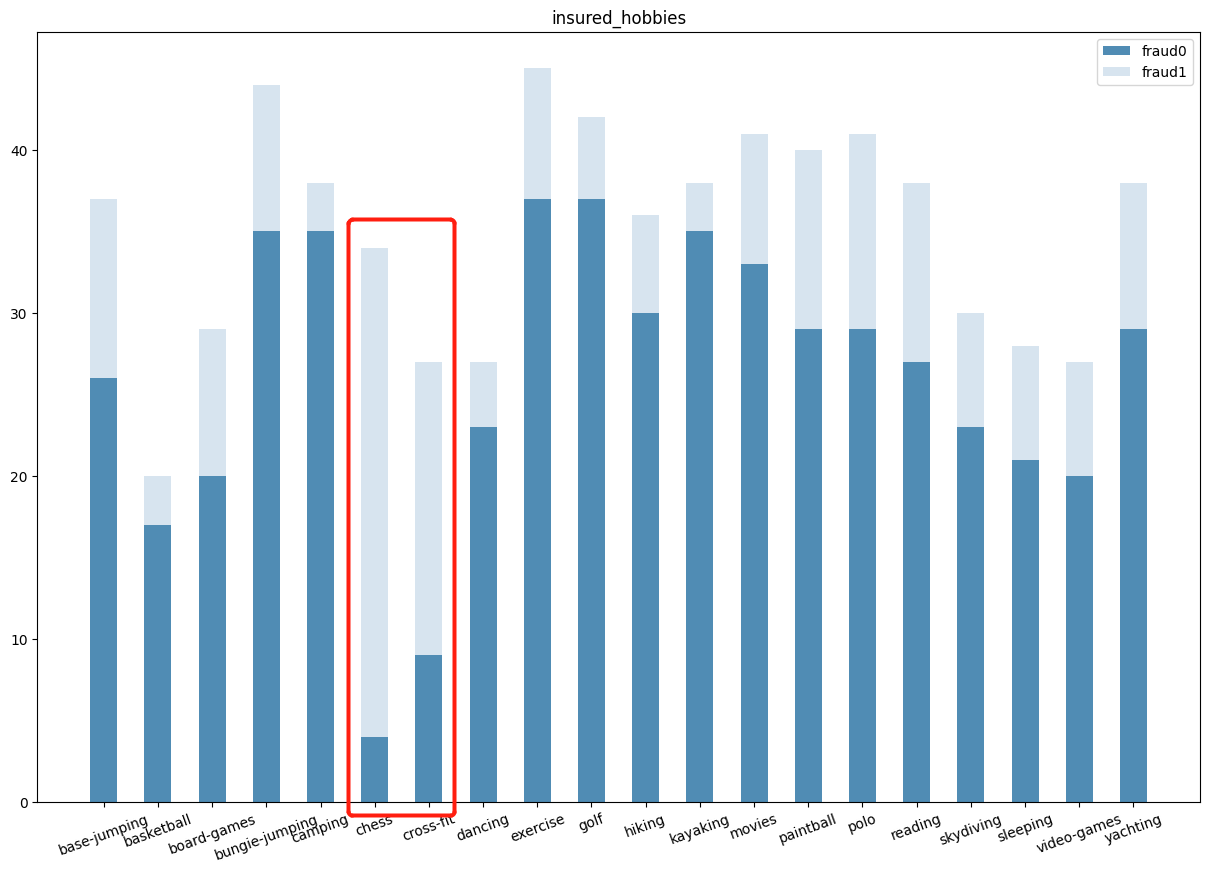 insured_hobbies
fraud0
fraud1
40
30
20
10
0
base-jumping
basketball
board-games
bungie-jumping
camping
chess
cross-fit
dancing
exercise
golf
hiking
kayaking
movies
paintball
polo
reading
skydiving
sleeping
video-games
yachting